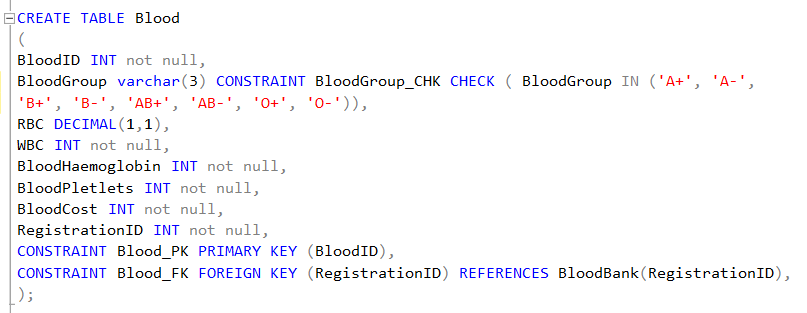 CREATE TABLE Blood
(
BloodID INT not null,
BloodGroup varchar(3) CONSTRAINT BloodGroup_CHK CHECK ( BloodGroup IN ('A+', 'A-',
'B+', 'B-', 'AB+', 'AB-', 'O+', 'O-')),
RBC DECIMAL(1,1),
WBC INT not null,
BloodHaemoglobin INT not null,
BloodPletlets INT not null,
BloodCost INT not null,
RegistrationID INT not null,
CONSTRAINT Blood_PK PRIMARY KEY (BloodID),
CONSTRAINT Blood_FK FOREIGN KEY (RegistrationID) REFERENCES BloodBank(RegistrationID),
);